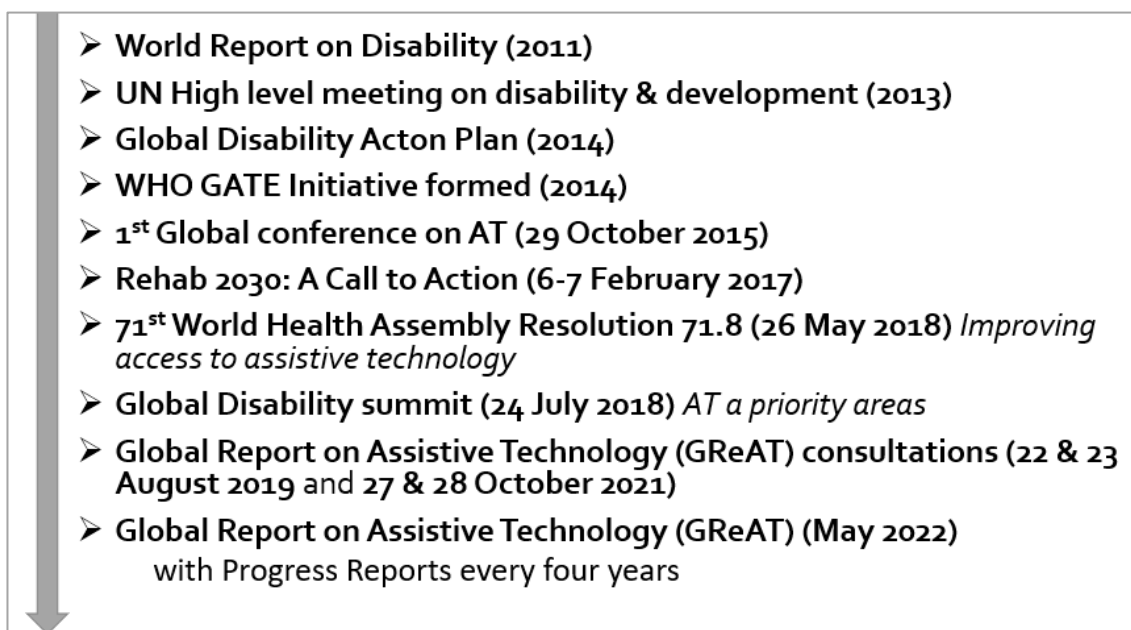 ➢ World Report on Disability (2011)
➢ UN High level meeting on disability & development (2013)
➢ Global Disability Acton Plan (2014)
➢ WHO GATE Initiative formed (2014)
➢ 1st Global conference on AT (29 October 2015)
➢ Rehab 2030: A Call to Action (6-7 February 2017)
➢ 71st World Health Assembly Resolution 71.8 (26 May 2018) Improving
access to assistive technology
➢ Global Disability summit (24 July 2018) AT a priority areas
➢ Global Report on Assistive Technology (GReAT) consultations (22 & 23
August 2019 and 27 & 28 October 2021)
➢ Global Report on Assistive Technology (GReAT) (May 2022)
with Progress Reports every four years